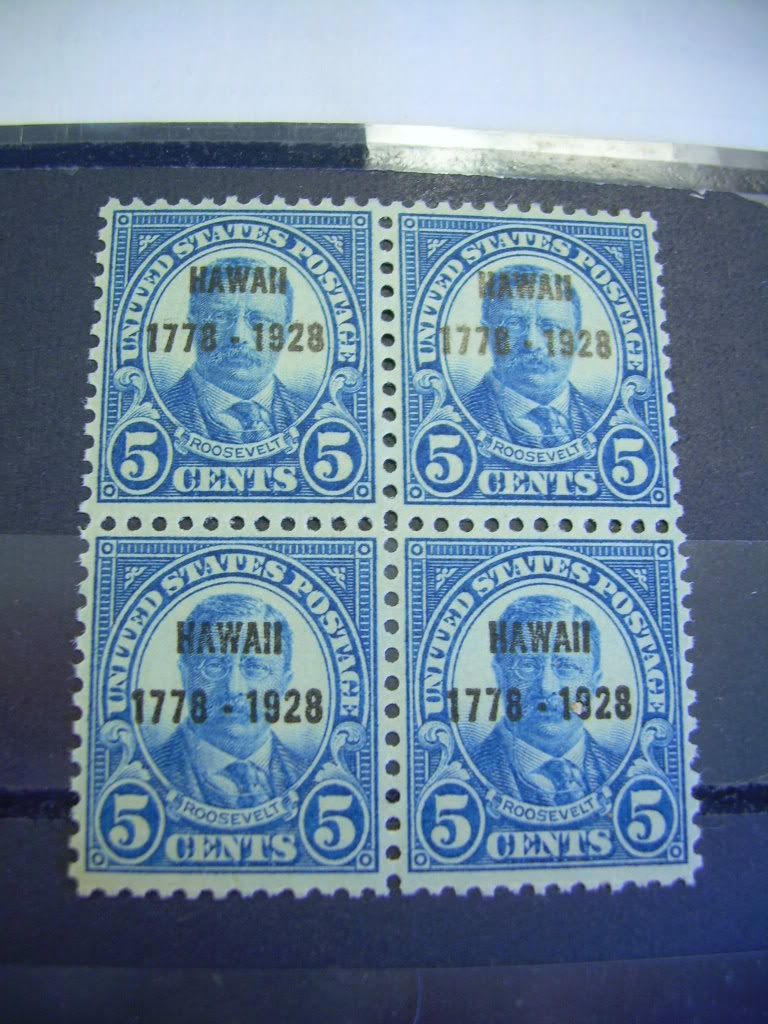 UNITED STATES POSTAGE
HAWAII
1778 - 1928
ROOSEVELT
5 CENTS 5
UNITED STATES POSTAGE
HAWAII
1778 - 1928
ROOSEVELT
5 CENTS 5
UNITED STATES POSTAGE
HAWAII
1778 - 1928
ROOSEVELT
5 CENTS 5
UNITED STATES POSTAGE
HAWAII
1778 - 1928
ROOSEVELT
5 CENTS 5